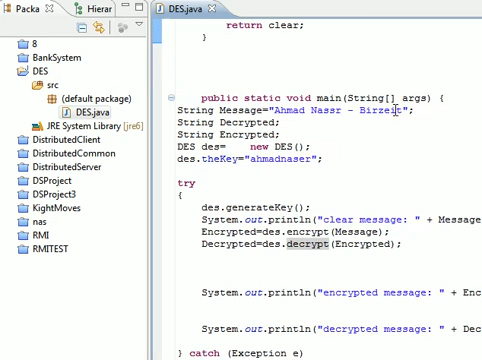 Packa
Hierar
8
BankSystem
DES
src
(default package)
DES.java
JRE System Library [jre6]
DistributedClient
DistributedCommon
DistributedServer
DSProject
DSProject3
KightMoves
nas
RMI
RMITEST
DES.java
return clear;
}
public static void main(String[] args) {
String Message="Ahmad Nassr - Birzeit";
String Decrypted;
String Encrypted;
DES des= new DES();
des.theKey="ahmadnaser";
try
{
des.generateKey();
System.out.println("clear message: " + Message
Encrypted=des.encrypt(Message);
Decrypted=des.decrypt(Encrypted);
System.out.println("encrypted message: " + Enc
System.out.println("decrypted message: " + Dec
} catch (Exception e)